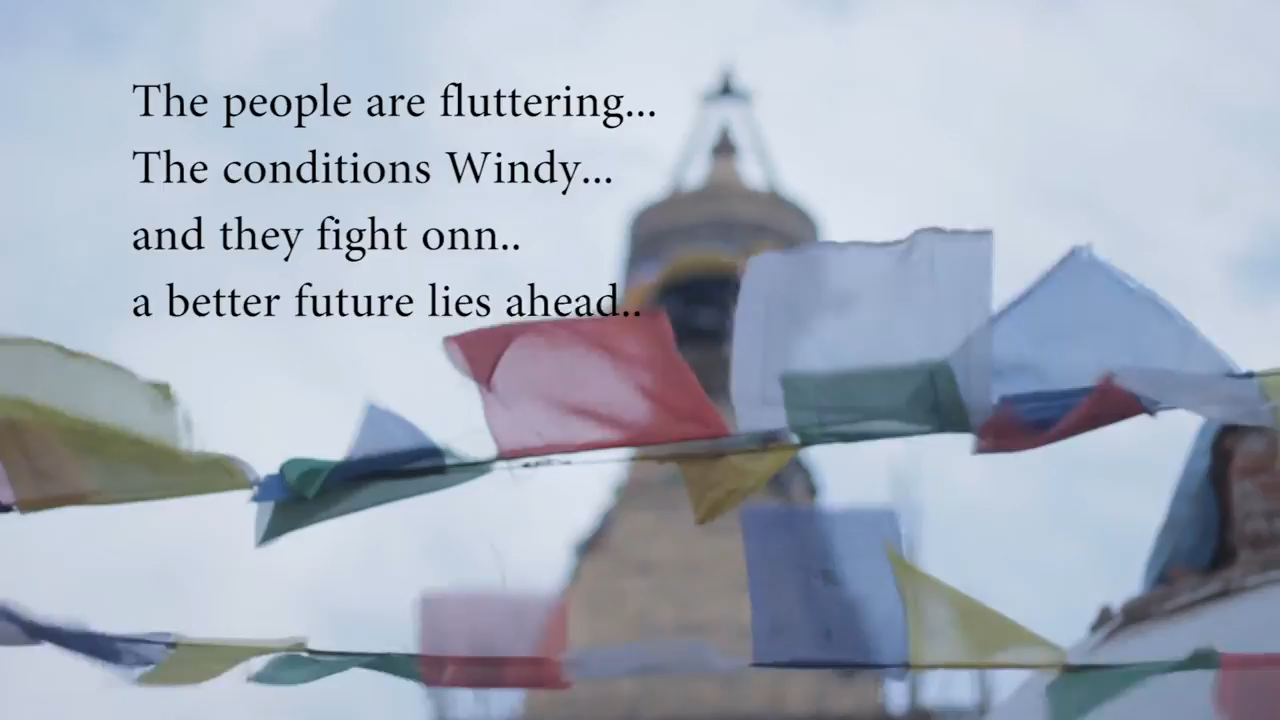 The people are fluttering...
The conditions Windy...
and they fight onn..
a better future lies ahead..